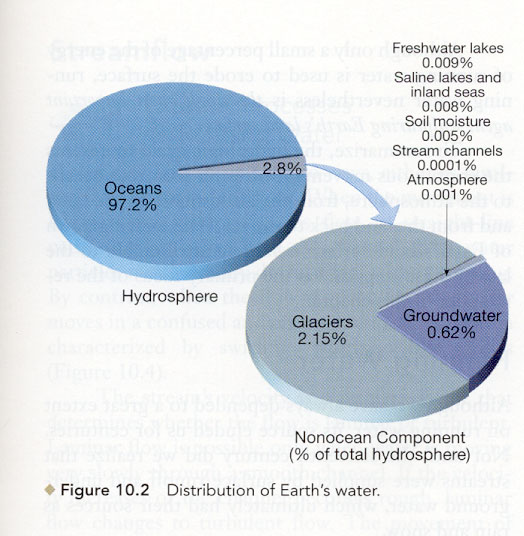 Freshwater lakes
0.009%
Saline lakes and
inland seas
0.008%
Soil moisture
0.005%
Stream channels
0.0001%
Atmosphere
0.001%
2.8%
Oceans
97.2%
Hydrosphere
Glaciers
2.15%
Groundwater
0.62%
Nonocean Component
(% of total hydrosphere)
Figure 10.2 Distribution of Earth's water.